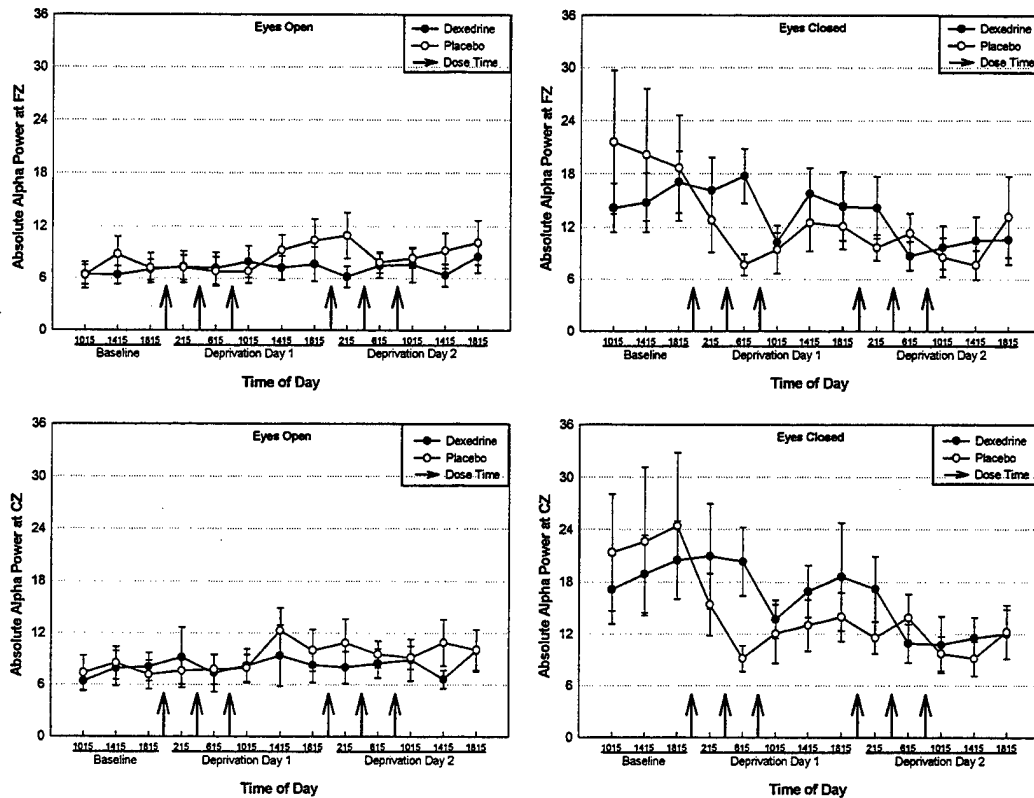 Eyes Open
Dexedrine
Placebo
Dose Time
Absolute Alpha Power at FZ
36
30
24
18
12
6
0
1015 1415 1815 215 615 1015 1415 1815 215 615 1015 1415 1815
Baseline Deprivation Day 1 Deprivation Day 2
Time of Day
Eyes Closed
Dexedrine
Placebo
Dose Time
Absolute Alpha Power at FZ
36
30
24
18
12
6
0
1015 1415 1815 215 615 1015 1415 1815 215 615 1015 1415 1815
Baseline Deprivation Day 1 Deprivation Day 2
Time of Day
Eyes Open
Dexedrine
Placebo
Dose Time
Absolute Alpha Power at CZ
36
30
24
18
12
6
0
1015 1415 1815 215 615 1015 1415 1815 215 615 1015 1415 1815
Baseline Deprivation Day 1 Deprivation Day 2
Time of Day
Eyes Closed
Dexedrine
Placebo
Dose Time
Absolute Alpha Power at CZ
36
30
24
18
12
6
0
1015 1415 1815 215 615 1015 1415 1815 215 615 1015 1415 1815
Baseline Deprivation Day 1 Deprivation Day 2
Time of Day